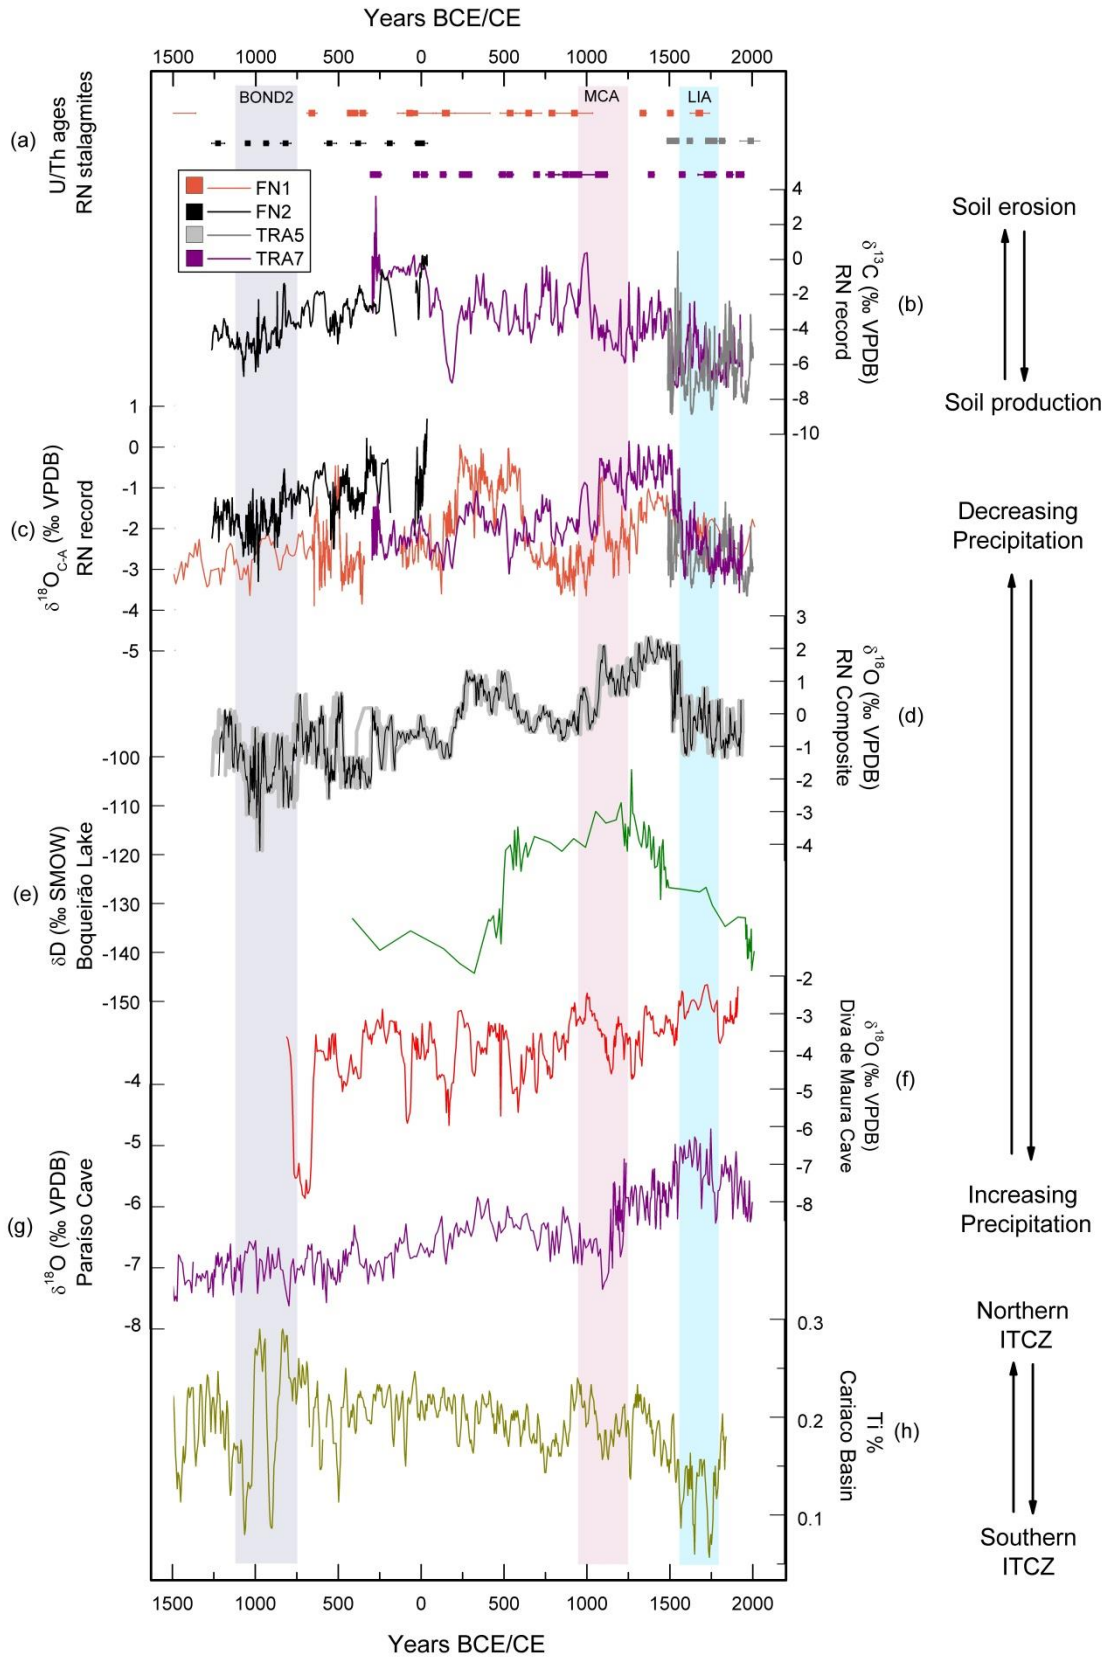 Years BCE/CE
1500 1000 500 0 500 1000 1500 2000
BOND2 MCA LIA
(a)
U/Th ages
RN stalagmites
FN1
FN2
TRA5
TRA7
4
2
0
-2
-4
-6
-8
-10
δ¹³C (‰ VPDB)
RN record
(b)
Soil erosion
Soil production
1
0
-1
-2
-3
-4
-5
(c)
δ¹⁸O_C-A (‰ VPDB)
RN record
Decreasing
Precipitation
3
2
1
0
-1
-2
-3
-4
δ¹⁸O (‰ VPDB)
RN Composite
(d)
-100
-110
-120
-130
-140
-150
(e)
δD (‰ SMOW)
Boqueirão Lake
-2
-3
-4
-5
-6
-7
-8
δ¹⁸O (‰ VPDB)
Diva de Maura Cave
(f)
-4
-5
-6
-7
-8
(g)
δ¹⁸O (‰ VPDB)
Paraíso Cave
Increasing
Precipitation
0.3
0.2
0.1
Ti %
Cariaco Basin
(h)
Northern
ITCZ
Southern
ITCZ
1500 1000 500 0 500 1000 1500 2000
Years BCE/CE